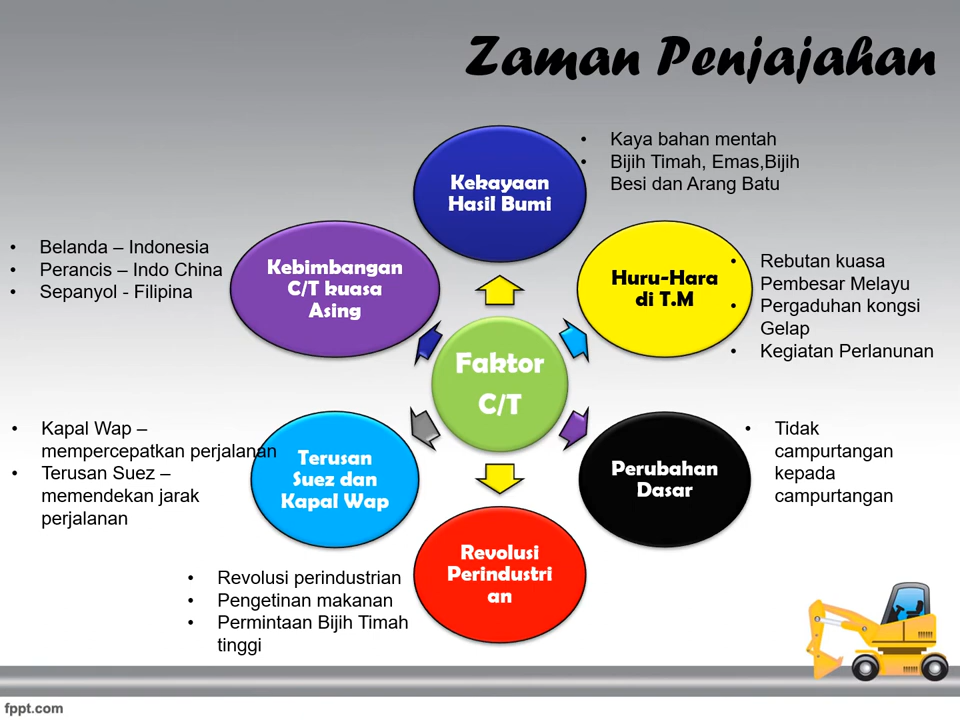 Zaman Penjajahan
Kekayaan
Hasil Bumi
• Kaya bahan mentah
• Bijih Timah, Emas,Bijih
Besi dan Arang Batu
Huru-Hara
di T.M
• Rebutan kuasa
Pembesar Melayu
• Pergaduhan kongsi
Gelap
• Kegiatan Perlanunan
Perubahan
Dasar
• Tidak
campurtangan
kepada
campurtangan
Revolusi
Perindustri
an
• Revolusi perindustrian
• Pengetinan makanan
• Permintaan Bijih Timah
tinggi
Terusan
Suez dan
Kapal Wap
• Kapal Wap –
mempercepatkan perjalanan
• Terusan Suez –
memendekan jarak
perjalanan
Kebimbangan
C/T kuasa
Asing
• Belanda – Indonesia
• Perancis – Indo China
• Sepanyol - Filipina
Faktor
C/T
fppt.com